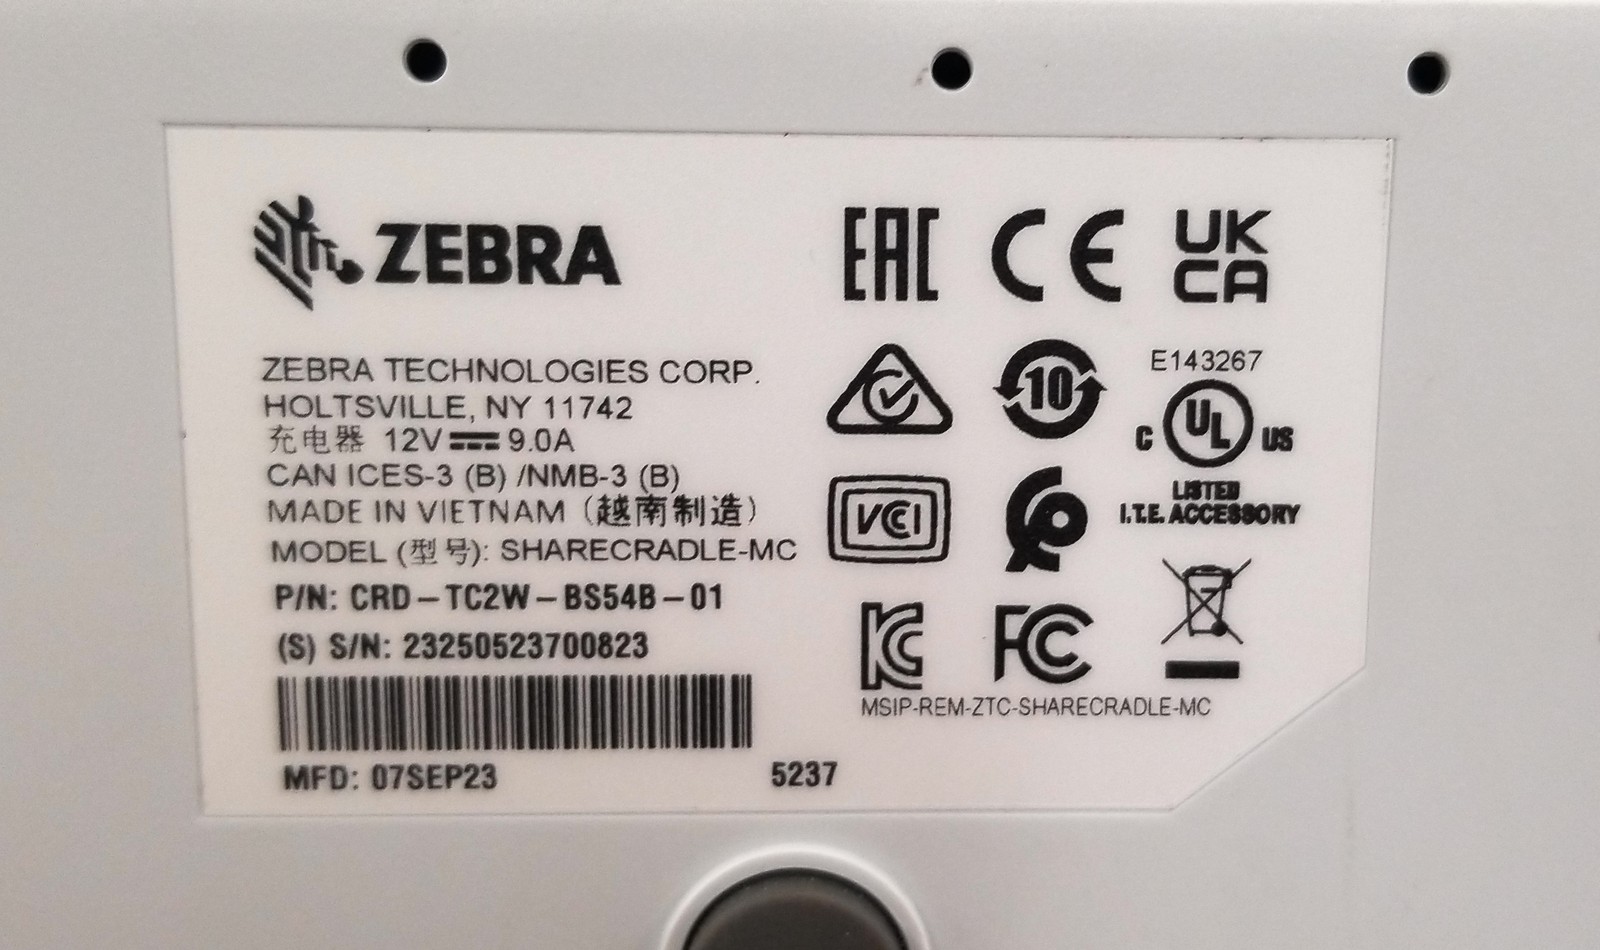 ZEBRA
ZEBRA TECHNOLOGIES CORP.
HOLTSVILLE, NY 11742
充电器 12V 9.0A
CAN ICES-3 (B) /NMB-3 (B)
MADE IN VIETNAM (越南制造)
MODEL (型号): SHARECRADLE-MC
P/N: CRD-TC2W-BS54B-01
(S) S/N: 23250523700823
MFD: 07SEP23
5237
EAC CE UK
CA
10
E143267
C UL US
LISTED
I.T.E. ACCESSORY
VCCI
KC FC
MSIP-REM-ZTC-SHARECRADLE-MC